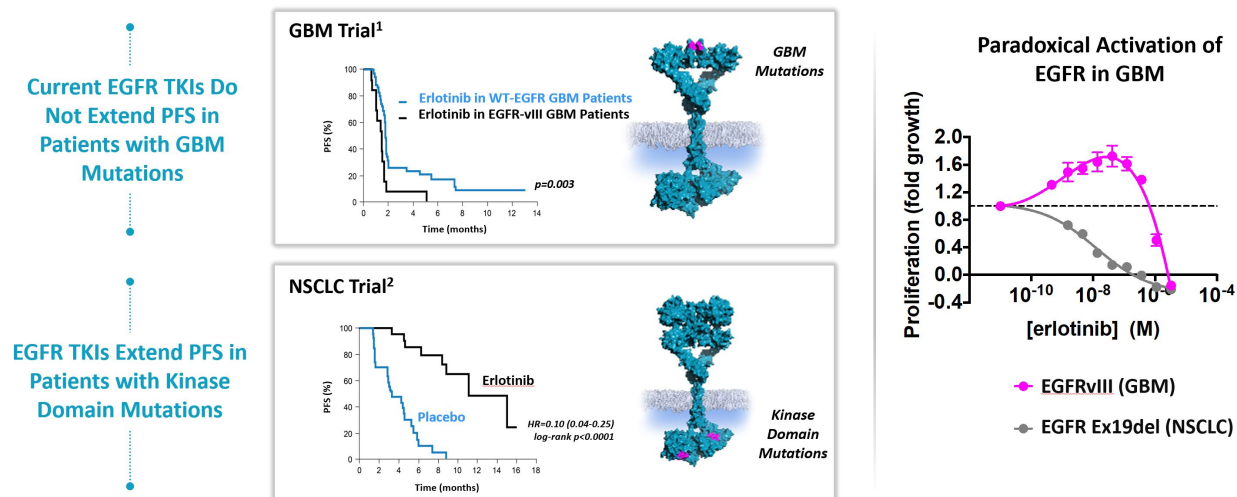 Current EGFR TKIs Do
Not Extend PFS in
Patients with GBM
Mutations
EGFR TKIs Extend PFS in
Patients with Kinase
Domain Mutations
GBM Trial1
PFS (%)
100
80
60
40
20
0
Erlotinib in WT-EGFR GBM Patients
Erlotinib in EGFR-vIII GBM Patients
p=0.003
0 2 4 6 8 10 12 14
Time (months)
GBM
Mutations
NSCLC Trial2
PFS (%)
100
80
60
40
20
0
Erlotinib
Placebo
HR=0.10 (0.04-0.25)
log-rank p<0.0001
0 2 4 6 8 10 12 14 16 18
Time (months)
Kinase
Domain
Mutations
Paradoxical Activation of
EGFR in GBM
Proliferation (fold growth)
2.0
1.6
1.2
0.8
0.4
0.0
-0.4
10-10 10-8 10-6 10-4
[erlotinib] (M)
EGFRvIII (GBM)
EGFR Ex19del (NSCLC)